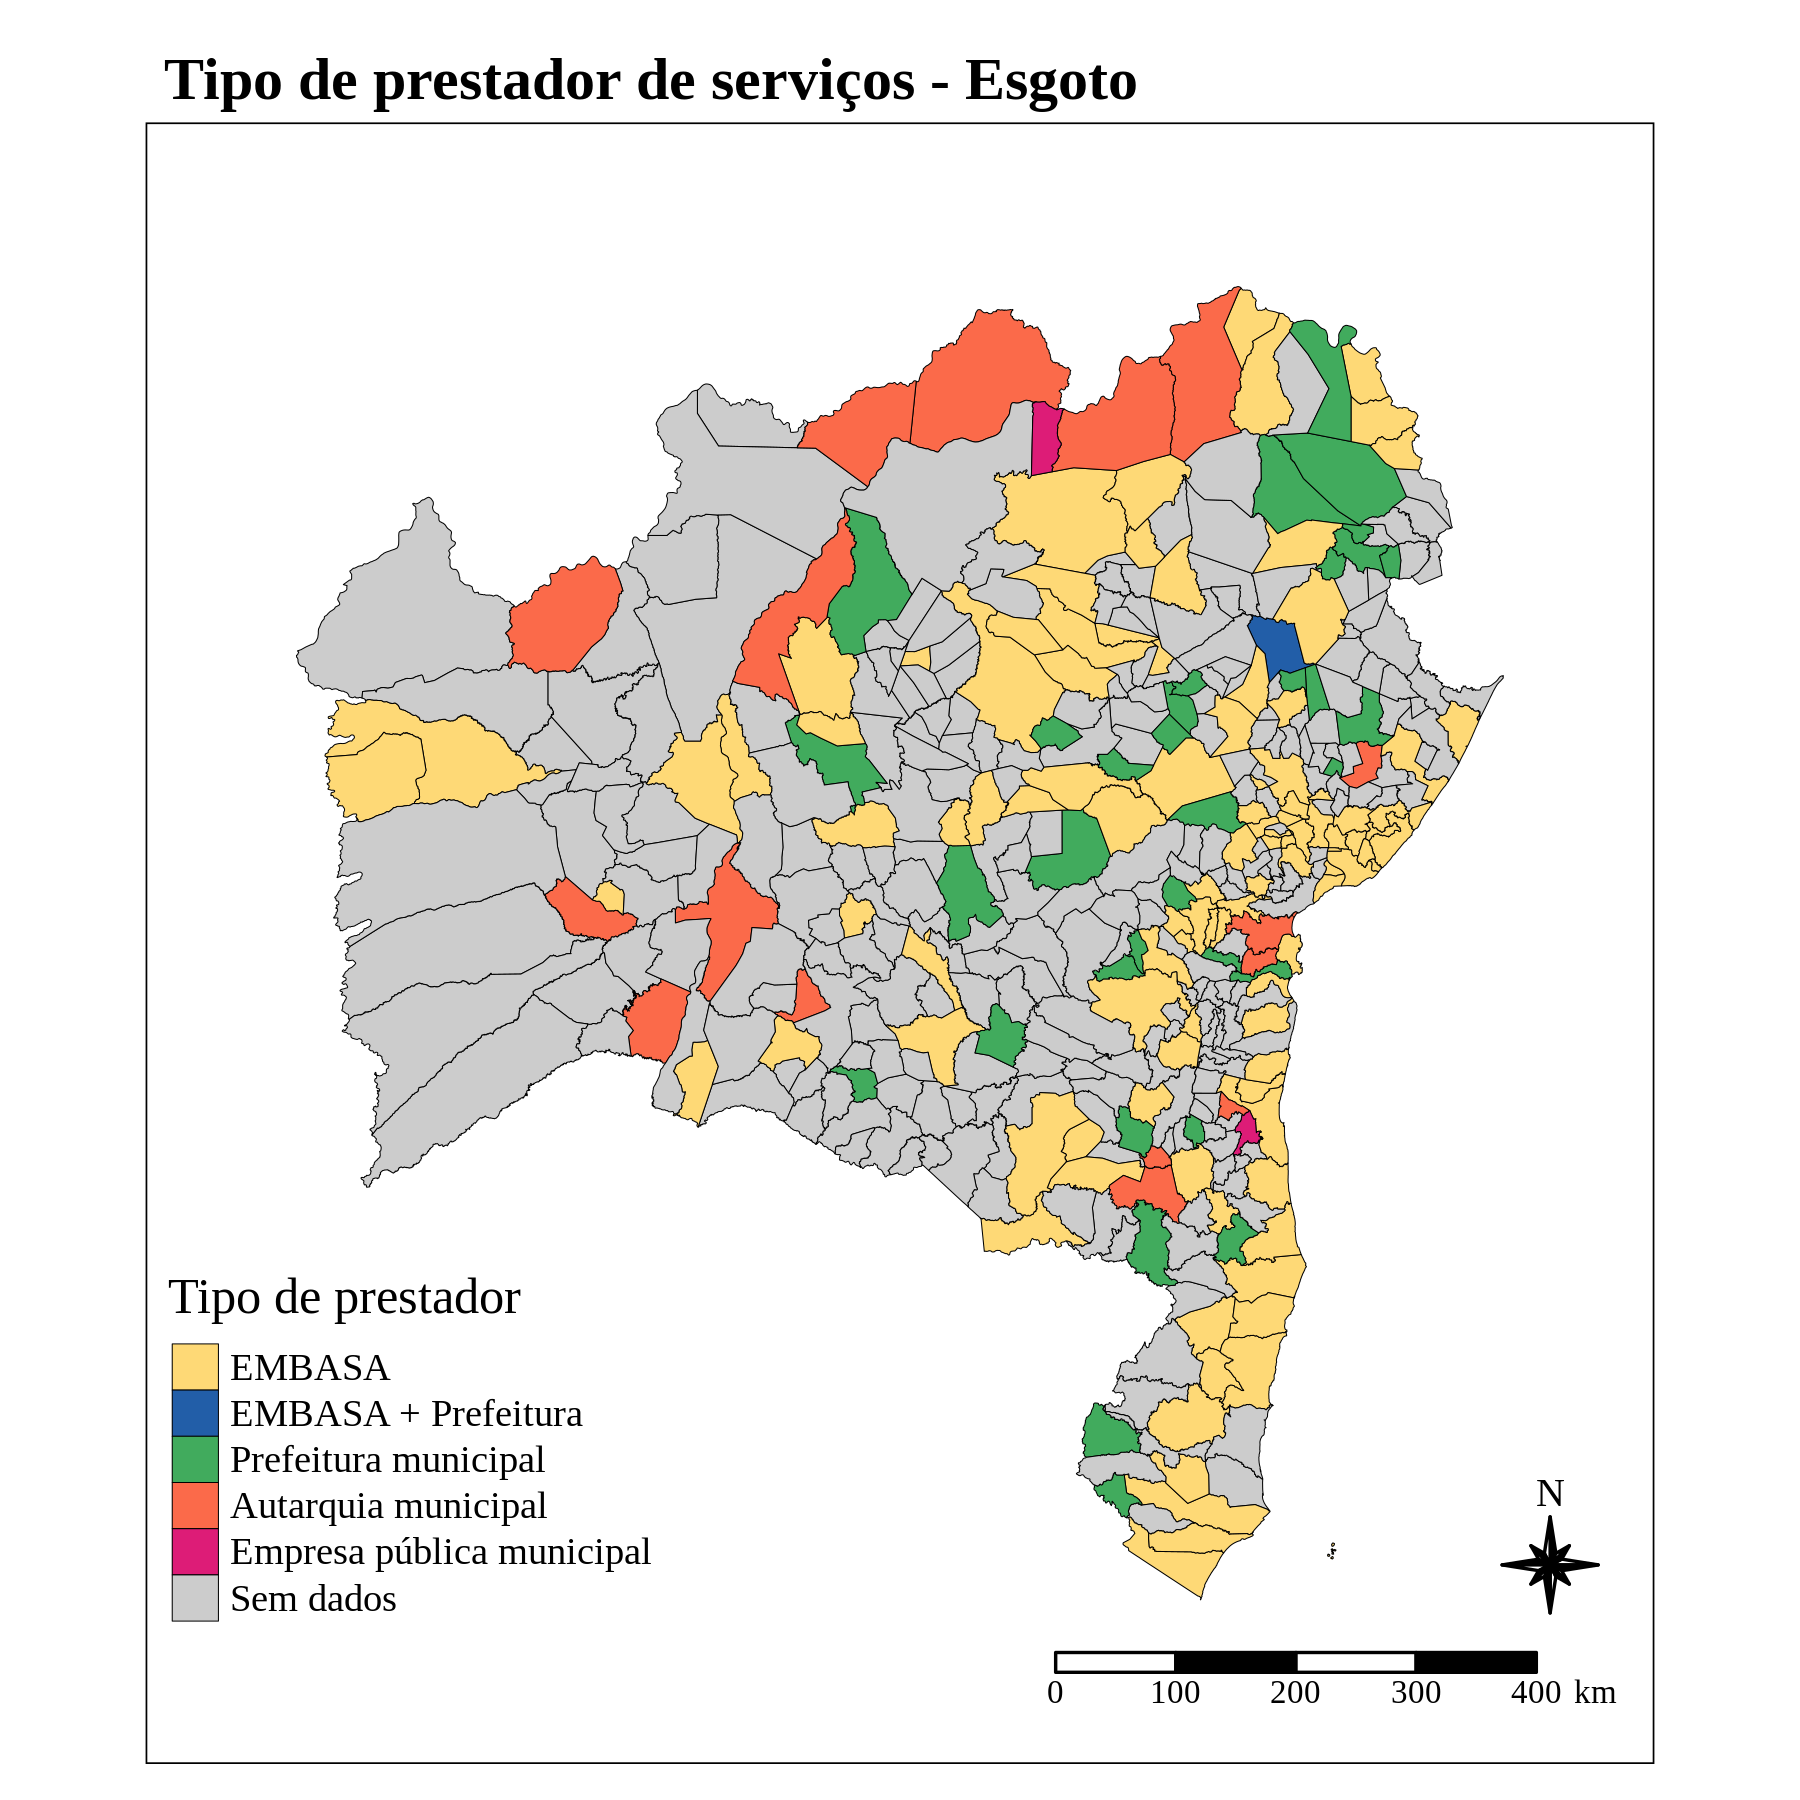 Tipo de prestador de serviços - Esgoto
Tipo de prestador
EMBASA
EMBASA + Prefeitura
Prefeitura municipal
Autarquia municipal
Empresa pública municipal
Sem dados
N
0 100 200 300 400 km